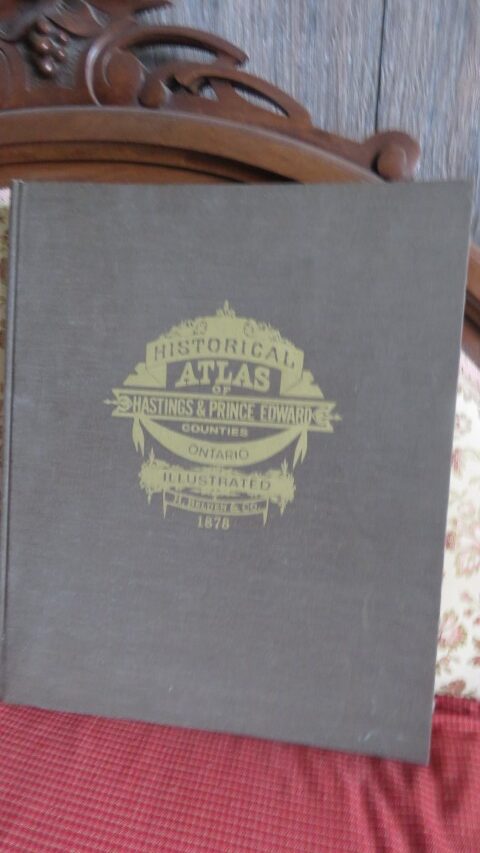 HISTORICAL
ATLAS
OF
HASTINGS & PRINCE EDWARD
COUNTIES
ONTARIO
ILLUSTRATED
H. BELDEN & CO.
1878